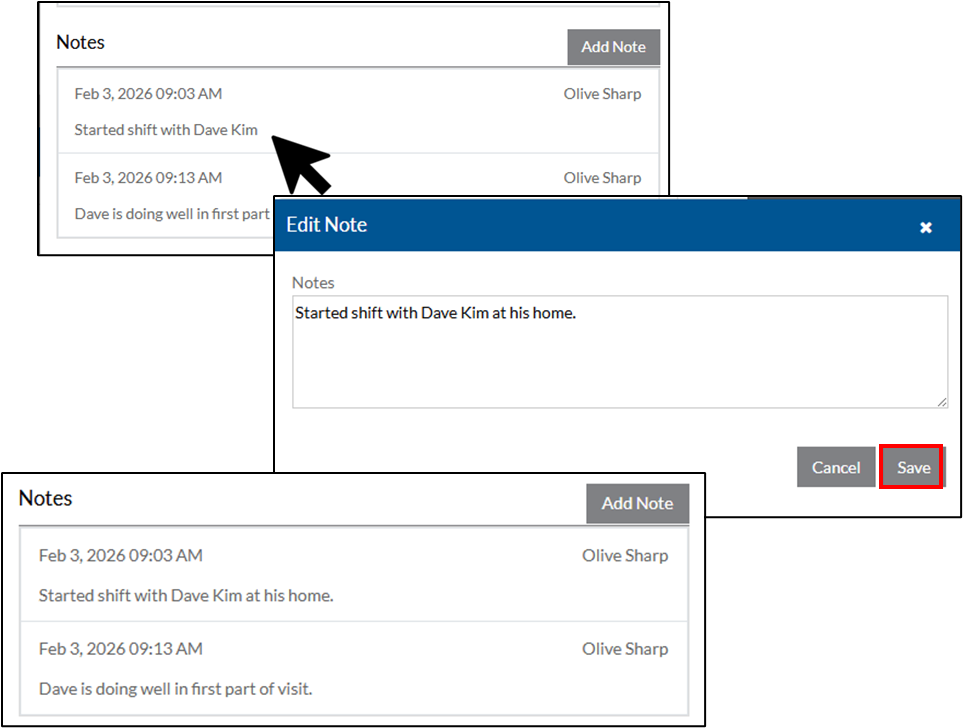 Notes
Add Note
Feb 3, 2026 09:03 AM
Olive Sharp
Started shift with Dave Kim
Feb 3, 2026 09:13 AM
Olive Sharp
Dave is doing well in first part
Edit Note
Notes
Started shift with Dave Kim at his home.
Cancel
Save
Notes
Add Note
Feb 3, 2026 09:03 AM
Olive Sharp
Started shift with Dave Kim at his home.
Feb 3, 2026 09:13 AM
Olive Sharp
Dave is doing well in first part of visit.